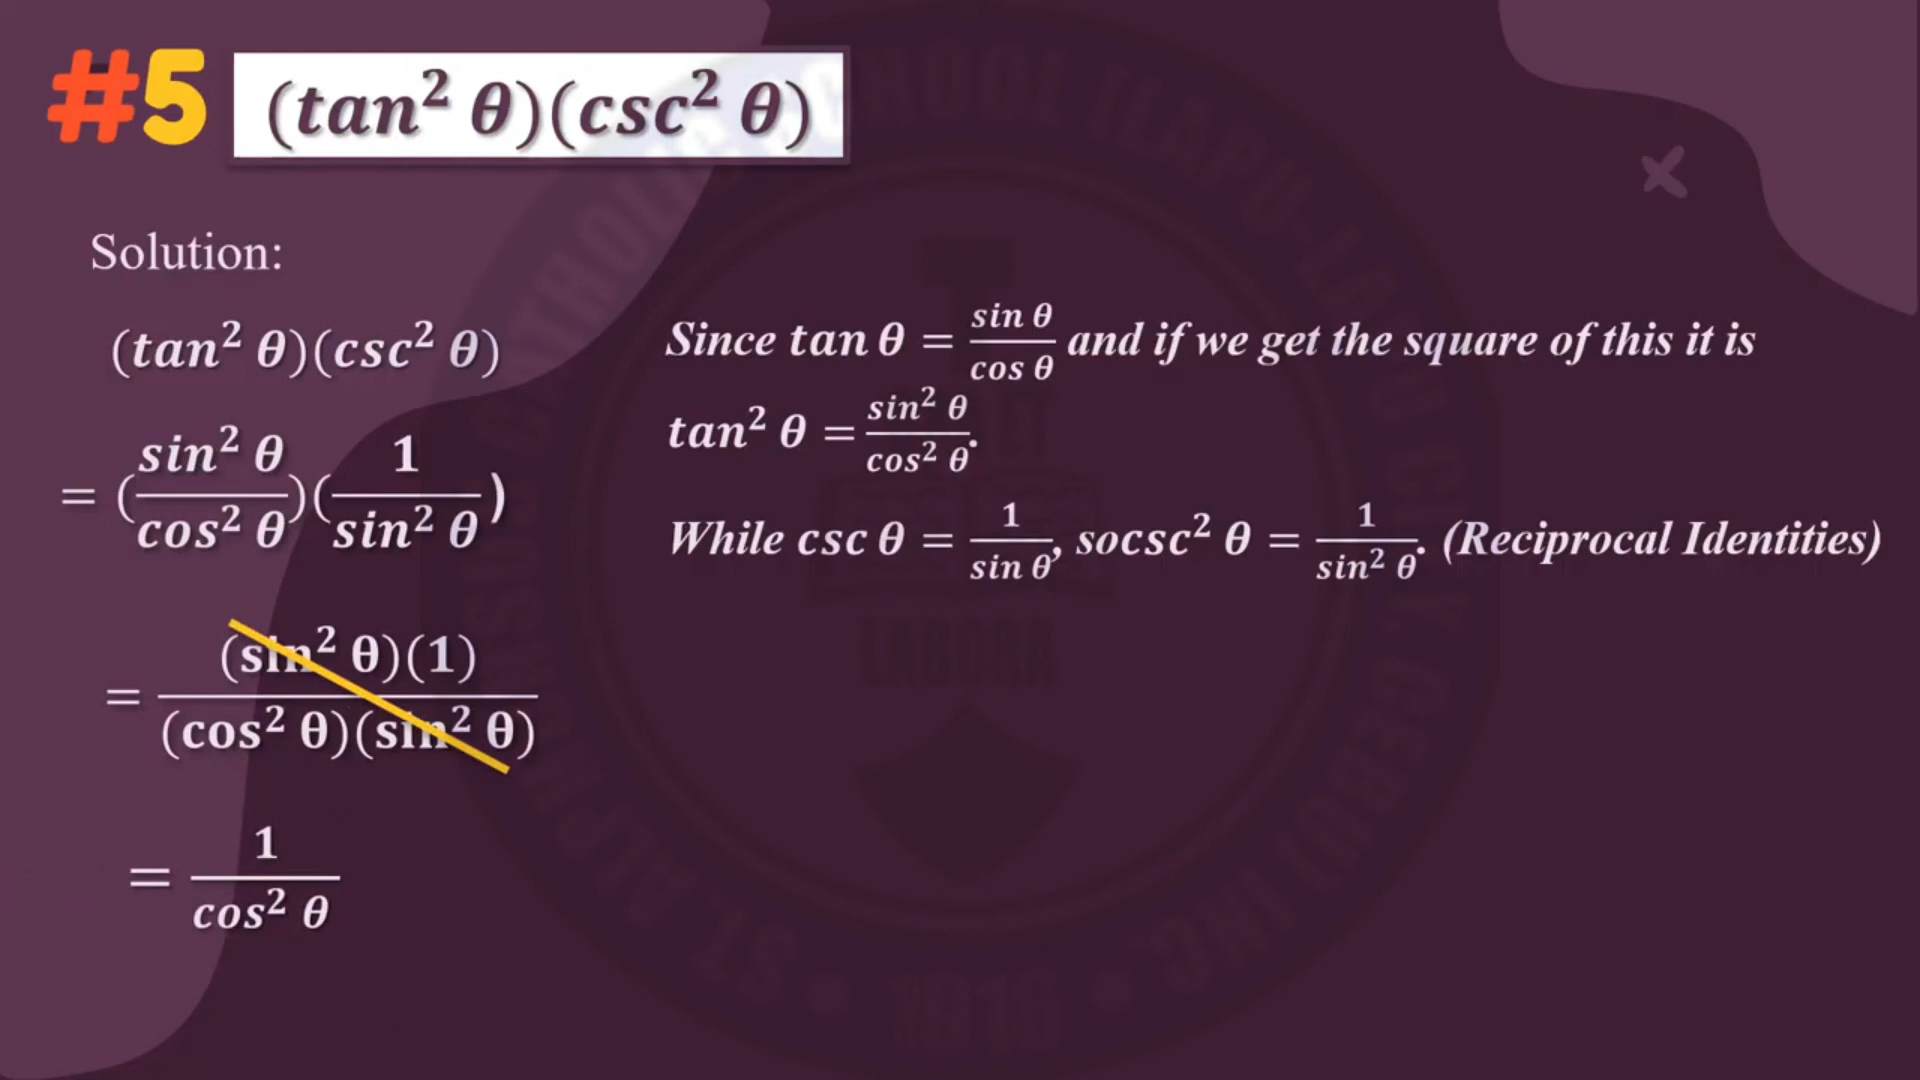 #5 (tan² θ)(csc² θ)
Solution:
(tan² θ)(csc² θ)
= (sin² θ / cos² θ)(1 / sin² θ)
= (sin² θ)(1) / (cos² θ)(sin² θ)
= 1 / cos² θ
Since tan θ = sin θ / cos θ and if we get the square of this it is
tan² θ = sin² θ / cos² θ.
While csc θ = 1 / sin θ, socsc² θ = 1 / sin² θ. (Reciprocal Identities)
LABORA
1916